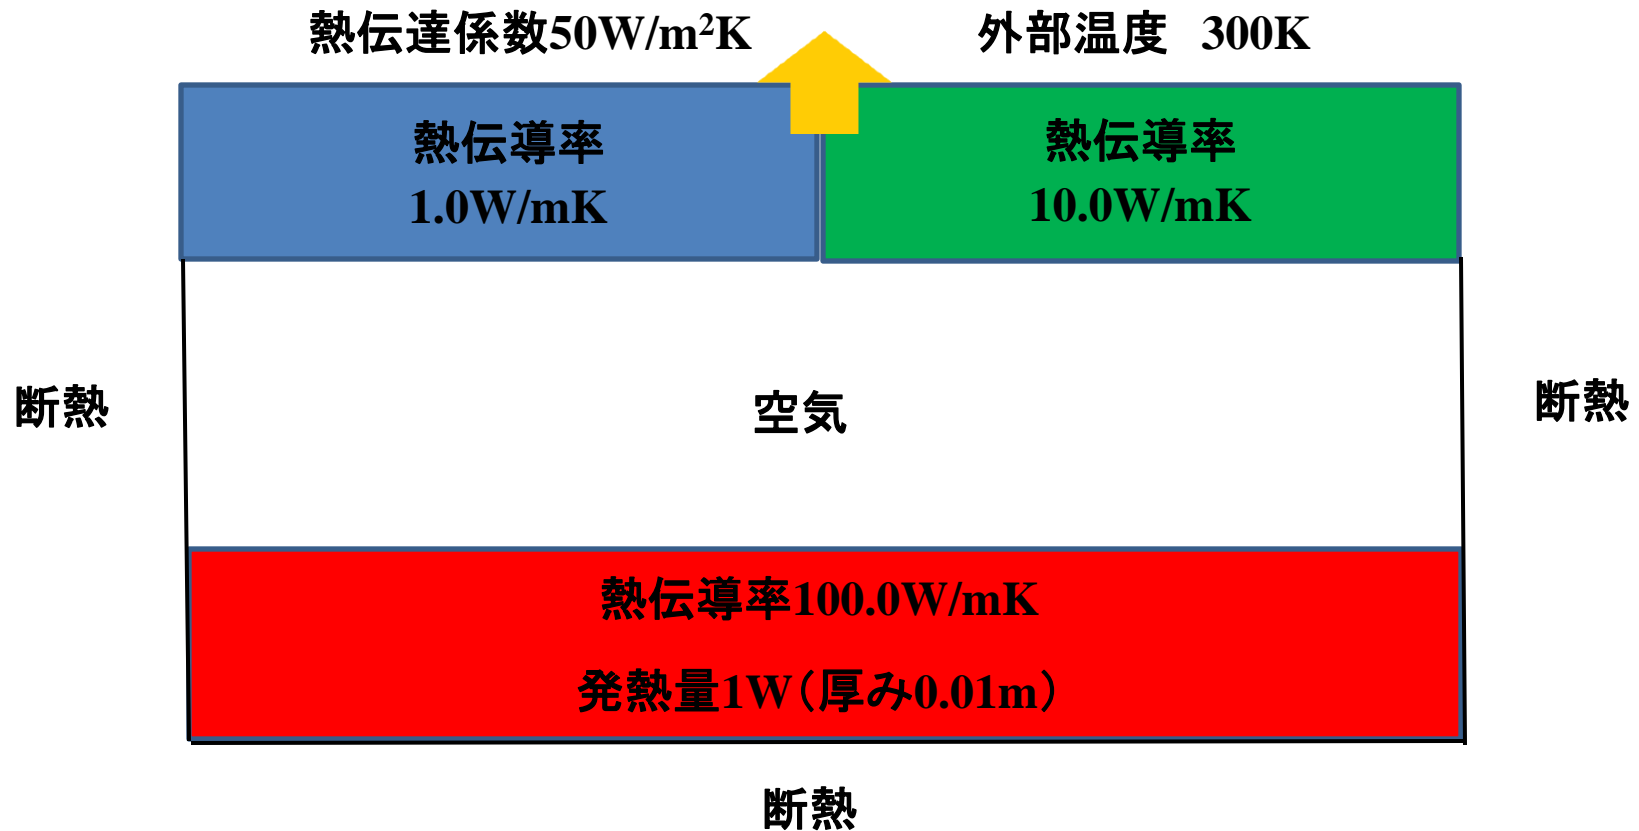 熱伝達係数50W/m²K
外部温度 300K
熱伝導率
1.0W/mK
熱伝導率
10.0W/mK
断熱
空気
断熱
熱伝導率100.0W/mK
発熱量1W(厚み0.01m)
断熱